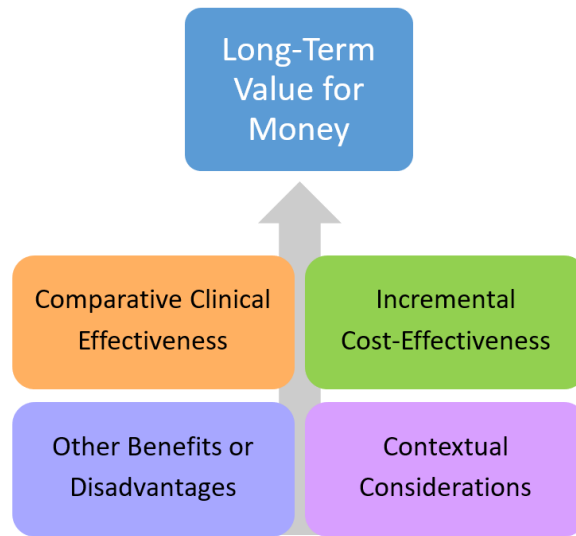 Long-Term
Value for
Money
Comparative Clinical
Effectiveness
Incremental
Cost-Effectiveness
Other Benefits or
Disadvantages
Contextual
Considerations